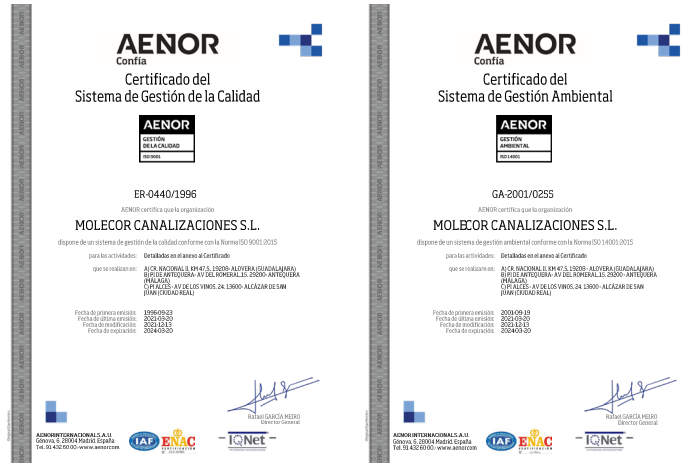 AENOR
Confía
Certificado del
Sistema de Gestión de la Calidad
AENOR
GESTIÓN
DE LA CALIDAD
ISO 9001
ER-0440/1996
AENOR certifica que la organización
MOLECOR CANALIZACIONES S.L.
dispone de un sistema de gestión de la calidad conforme con la Norma ISO 9001:2015
para las actividades: Detalladas en el anexo al Certificado
que se realizan en: A) CR. NACIONAL II, KM 47,5. 19208 - ALOVERA (GUADALAJARA)
B) PI DE ANTEQUERA - AV DEL ROMERAL, 15. 29200 - ANTEQUERA
(MÁLAGA)
C) PI ALCES - AV DE LOS VINOS, 24. 13600 - ALCÁZAR DE SAN
JUAN (CIUDAD REAL)
Fecha de primera emisión: 1996-09-23
Fecha de última emisión: 2021-03-20
Fecha de modificación: 2021-12-13
Fecha de expiración: 2024-03-20
Rafael GARCÍA MEIRO
Director General
AENOR INTERNACIONAL S.A.U.
Génova, 6. 28004 Madrid. España
Tel. 91 432 60 00.- www.aenor.com
IAF
ENAC
CERTIFICACIÓN
IQNet
AENOR
Confía
Certificado del
Sistema de Gestión Ambiental
AENOR
GESTIÓN
AMBIENTAL
ISO 14001
GA-2001/0255
AENOR certifica que la organización
MOLECOR CANALIZACIONES S.L.
dispone de un sistema de gestión ambiental conforme con la Norma ISO 14001:2015
para las actividades: Detalladas en el anexo al Certificado
que se realiza/n en: A) CR. NACIONAL II, KM 47,5. 19208 - ALOVERA (GUADALAJARA)
B) PI DE ANTEQUERA - AV DEL ROMERAL, 15. 29200 - ANTEQUERA
(MÁLAGA)
C) PI ALCES - AV DE LOS VINOS, 24. 13600 - ALCÁZAR DE SAN
JUAN (CIUDAD REAL)
Fecha de primera emisión: 2001-09-19
Fecha de última emisión: 2021-03-20
Fecha de modificación: 2021-12-13
Fecha de expiración: 2024-03-20
Rafael GARCÍA MEIRO
Director General
AENOR INTERNACIONAL S.A.U.
Génova, 6. 28004 Madrid. España
Tel. 91 432 60 00.- www.aenor.com
IAF
ENAC
CERTIFICACIÓN
IQNet